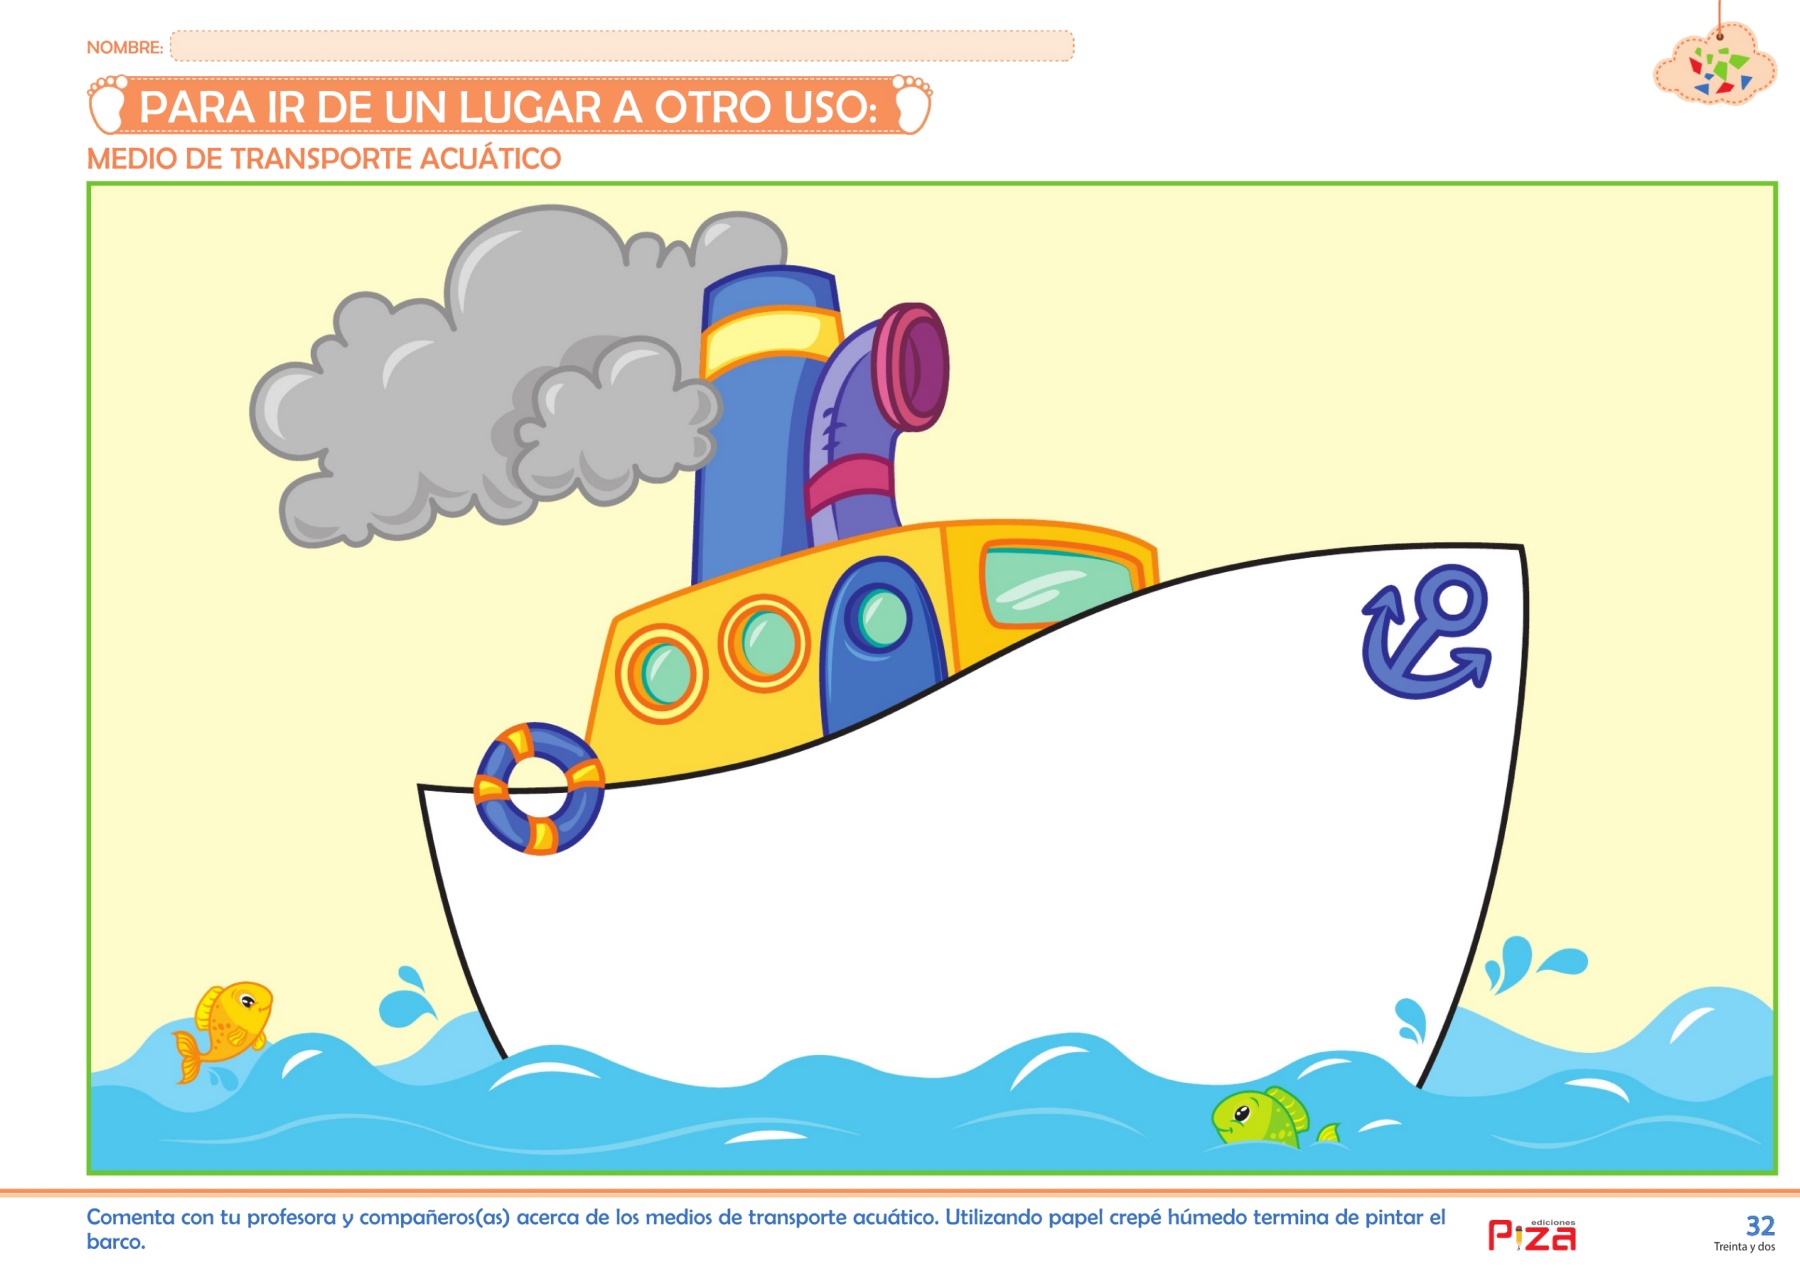 NOMBRE:
PARA IR DE UN LUGAR A OTRO USO:
MEDIO DE TRANSPORTE ACUÁTICO
Comenta con tu profesora y compañeros(as) acerca de los medios de transporte acuático. Utilizando papel crepé húmedo termina de pintar el
barco.
ediciones
Piza
32
Treinta y dos